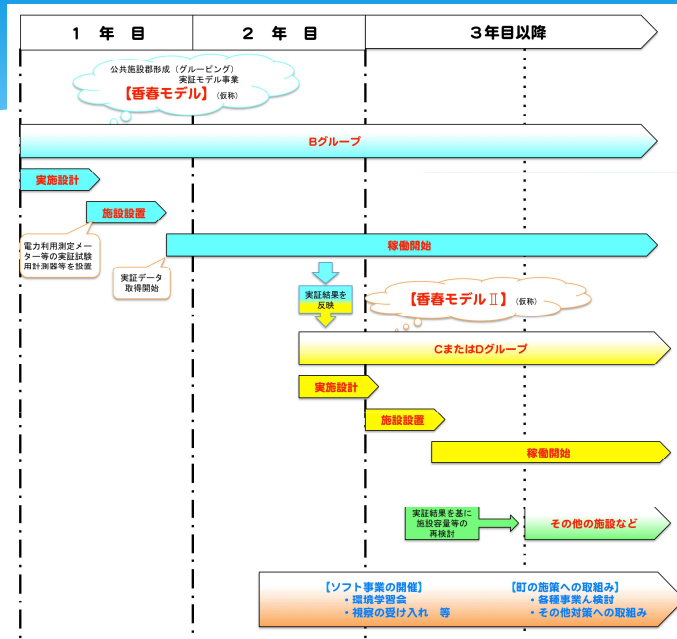 1 年 目
2 年 目
3年目以降
公共施設郡形成（グルーピング）
実証モデル事業
【香春モデル】（仮称）
Bグループ
実施設計
施設設置
電力利用測定メー
ター等の実証試験
用計測器等を設置
稼働開始
実証データ
取得開始
実証結果を
反映
【香春モデルⅡ】（仮称）
CまたはDグループ
実施設計
施設設置
稼働開始
実証結果を基に
施設容量等の
再検討
その他の施設など
【ソフト事業の開催】
・環境学習会
・視察の受け入れ 等
【町の施策への取組み】
・各種事業ん検討
・その他対策への取組み